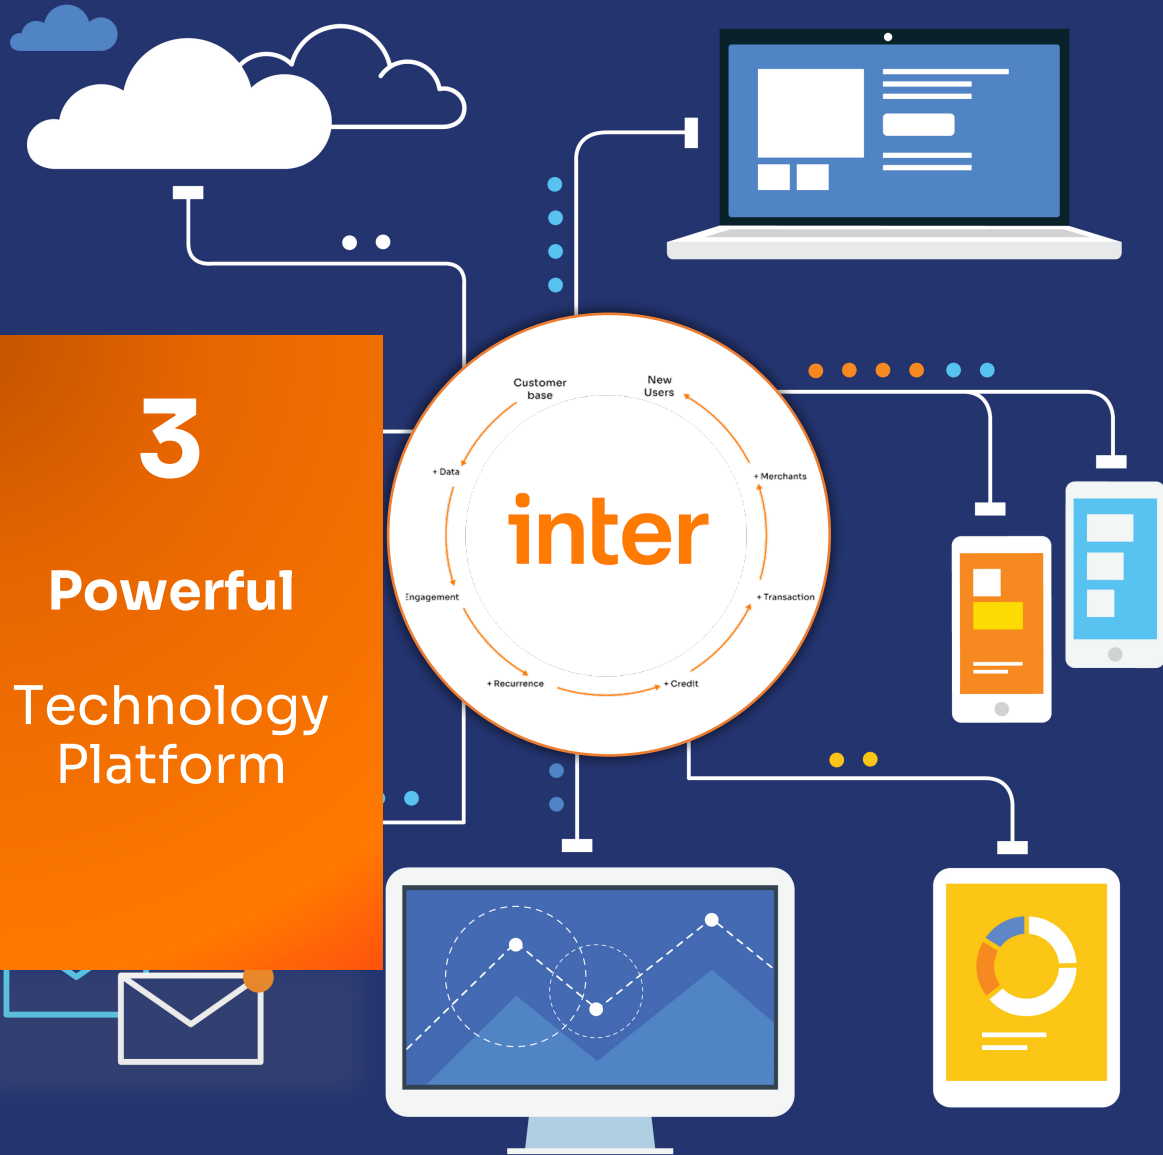 3
Powerful
Technology
Platform
Customer
base
New
Users
+ Data
+ Merchants
inter
Engagement
+ Transaction
+ Recurrence
+ Credit